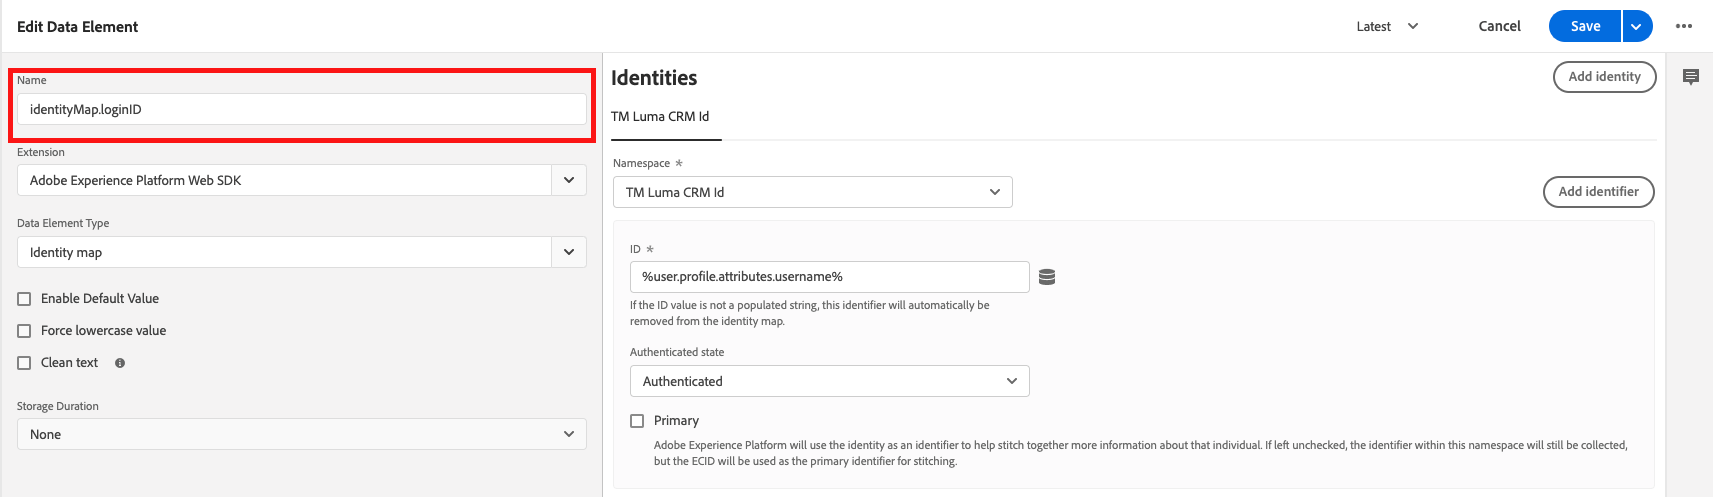 Edit Data Element
Latest
Cancel
Save
Name
identityMap.loginID
Extension
Adobe Experience Platform Web SDK
Data Element Type
Identity map
Enable Default Value
Force lowercase value
Clean text
Storage Duration
None
Identities
Add identity
TM Luma CRM Id
Namespace *
TM Luma CRM Id
Add identifier
ID *
%user.profile.attributes.username%
If the ID value is not a populated string, this identifier will automatically be
removed from the identity map.
Authenticated state
Authenticated
Primary
Adobe Experience Platform will use the identity as an identifier to help stitch together more information about that individual. If left unchecked, the identifier within this namespace will still be collected,
but the ECID will be used as the primary identifier for stitching.